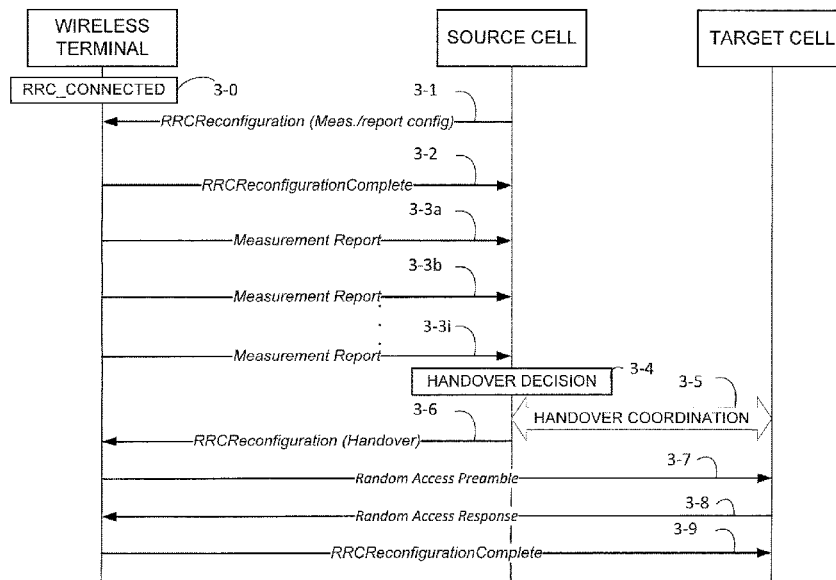 WIRELESS
TERMINAL
SOURCE CELL
TARGET CELL
RRC_CONNECTED
3-0
3-1
RRCReconfiguration (Meas./report config)
3-2
RRCReconfigurationComplete
3-3a
Measurement Report
3-3b
Measurement Report
3-3i
Measurement Report
HANDOVER DECISION
3-4
3-5
HANDOVER COORDINATION
3-6
RRCReconfiguration (Handover)
3-7
Random Access Preamble
3-8
Random Access Response
3-9
RRCReconfigurationComplete